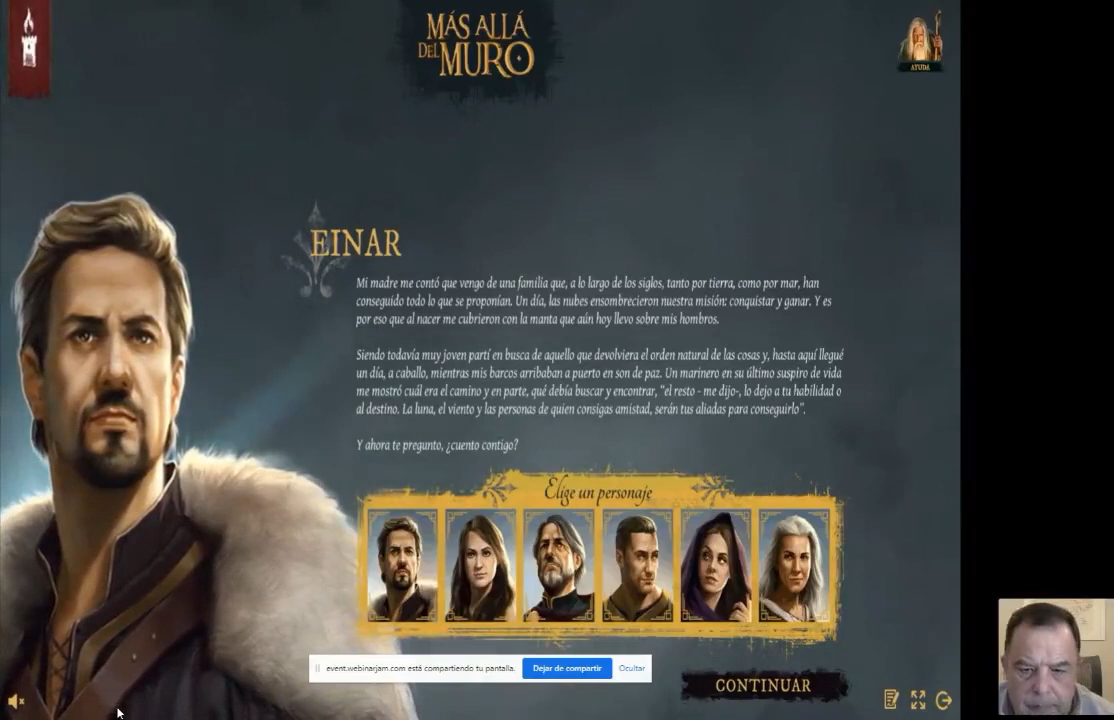 MÁS ALLÁ
DEL MURO
AYUDA
EINAR
Mi madre me contó que vengo de una familia que, a lo largo de los siglos, tanto por tierra, como por mar, han
conseguido todo lo que se proponían. Un día, las nubes ensombrecieron nuestra misión: conquistar y ganar. Y es
por eso que al nacer me cubrieron con la manta que aún hoy llevo sobre mis hombros.
Siendo todavía muy joven partí en busca de aquello que devolviera el orden natural de las cosas y, hasta aquí llegué
un día, a caballo, mientras mis barcos arribaban a puerto en son de paz. Un marinero en su último suspiro de vida
me mostró cuál era el camino y en parte, qué debía buscar y encontrar, “el resto - me dijo-, lo dejo a tu habilidad o
al destino. La luna, el viento y las personas de quien consigas amistad, serán tus aliadas para conseguirlo”.
Y ahora te pregunto, ¿cuento contigo?
Elige un personaje
event.webinarjam.com está compartiendo tu pantalla.
Dejar de compartir
Ocultar
CONTINUAR